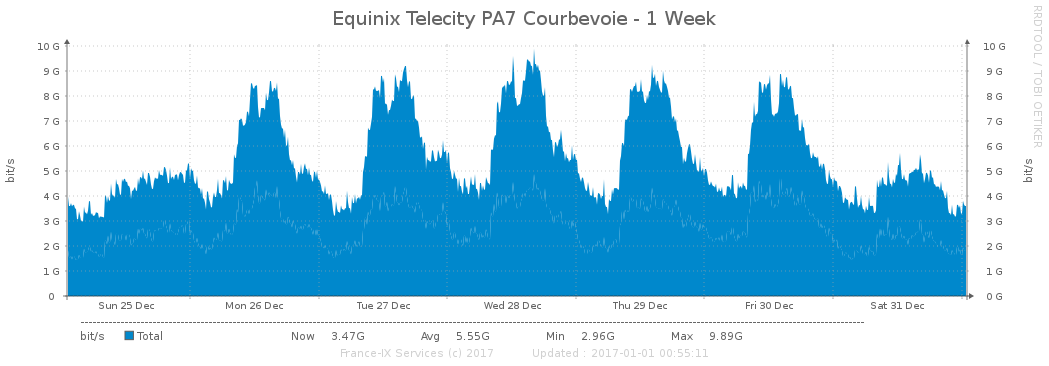 Equinix Telecity PA7 Courbevoie - 1 Week
RRDTOOL / TOBI OETIKER
bit/s
10 G 10 G
9 G 9 G
8 G 8 G
7 G 7 G
6 G 6 G
5 G 5 G
4 G 4 G
3 G 3 G
2 G 2 G
1 G 1 G
0 0 G
bit/s
Sun 25 Dec Mon 26 Dec Tue 27 Dec Wed 28 Dec Thu 29 Dec Fri 30 Dec Sat 31 Dec
bit/s Total Now 3.47G Avg 5.55G Min 2.96G Max 9.89G
France-IX Services (c) 2017 Updated : 2017-01-01 00:55:11